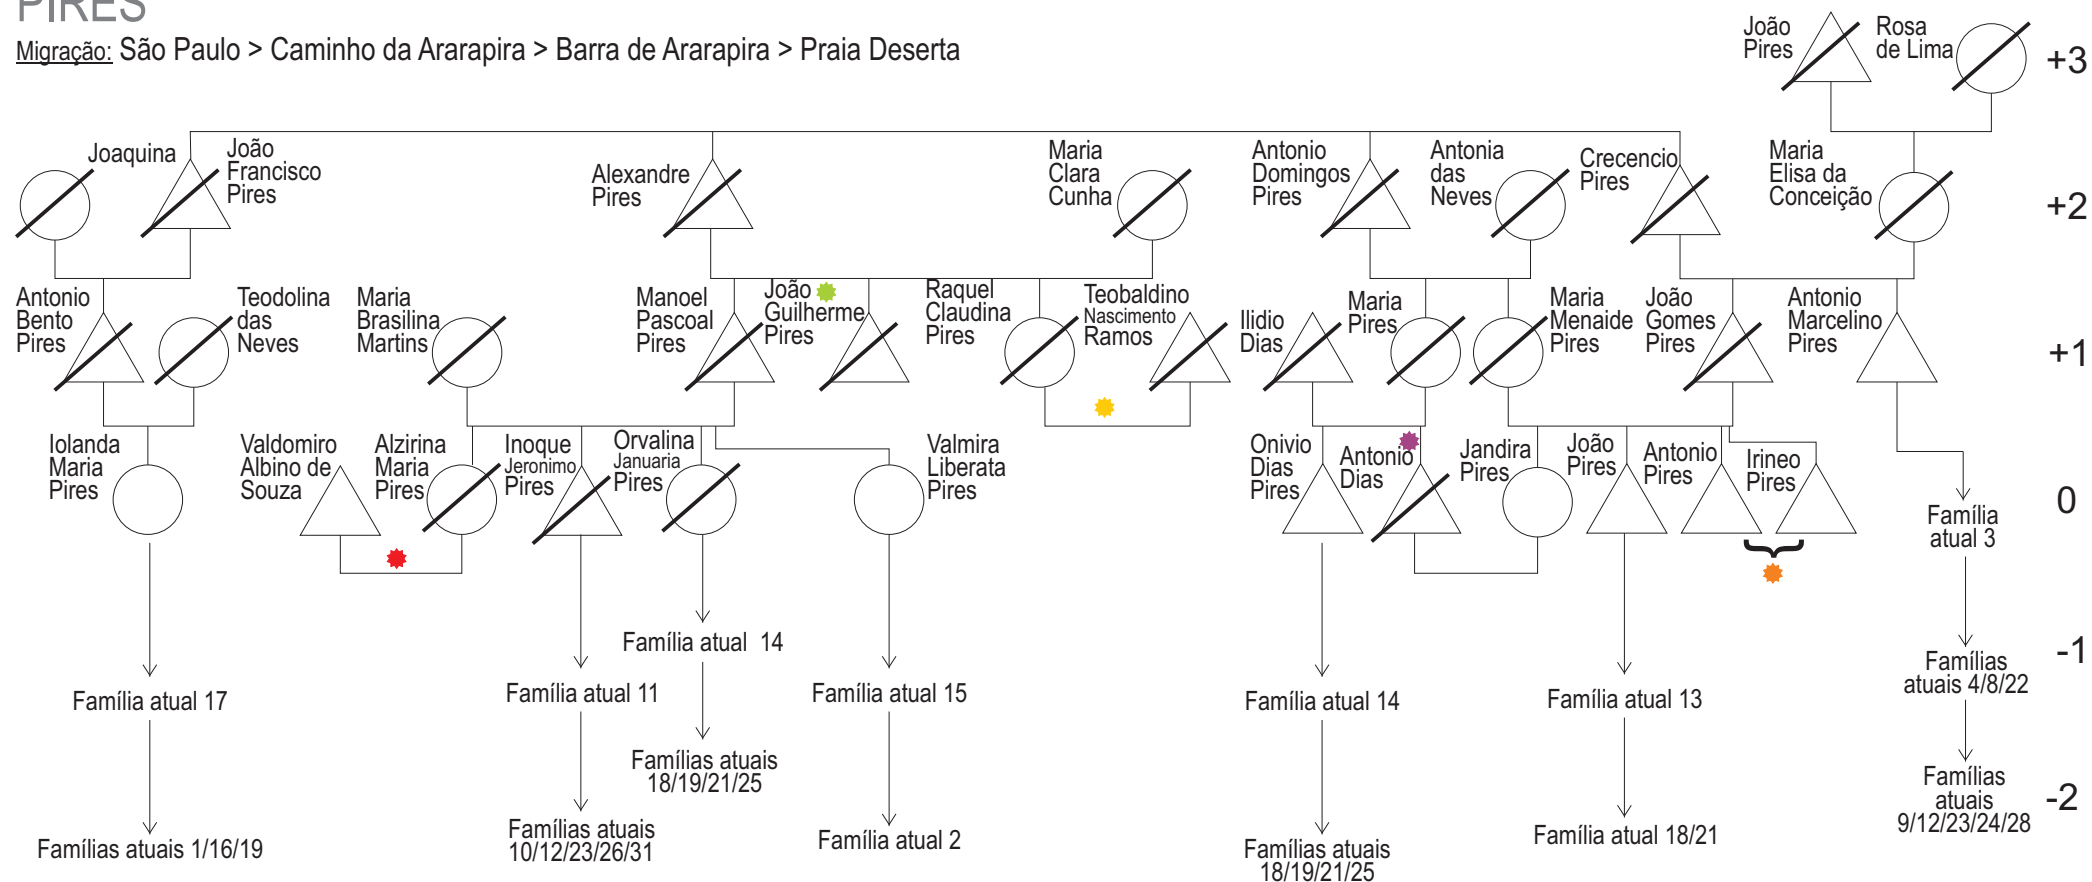 PIRES
Migração: São Paulo > Caminho da Ararapira > Barra de Ararapira > Praia Deserta
João
Pires
Rosa
de Lima
+3
Joaquina
João
Francisco
Pires
Alexandre
Pires
Maria
Clara
Cunha
Antonio
Domingos
Pires
Antonia
das
Neves
Crecencio
Pires
Maria
Elisa da
Conceição
+2
Antonio
Bento
Pires
Teodolina
das
Neves
Maria
Brasilina
Martins
Manoel
Pascoal
Pires
João
Guilherme
Pires
Raquel
Claudina
Pires
Teobaldino
Nascimento
Ramos
Ilidio
Dias
Maria
Pires
Maria
Menaide
Pires
João
Gomes
Pires
Antonio
Marcelino
Pires
+1
Iolanda
Maria
Pires
Valdomiro
Albino de
Souza
Alzirina
Maria
Pires
Inoque
Jeronimo
Pires
Orvalina
Januaria
Pires
Valmira
Liberata
Pires
Onivio
Dias
Pires
Antonio
Dias
Jandira
Pires
João
Pires
Antonio
Pires
Irineo
Pires
Família
atual 3
0
Família atual 17
Família atual 11
Família atual 14
Família atual 15
Família atual 14
Família atual 13
Famílias
atuais 4/8/22
-1
Famílias atuais 1/16/19
Famílias atuais
10/12/23/26/31
Famílias atuais
18/19/21/25
Família atual 2
Famílias atuais
18/19/21/25
Família atual 18/21
Famílias
atuais
9/12/23/24/28
-2